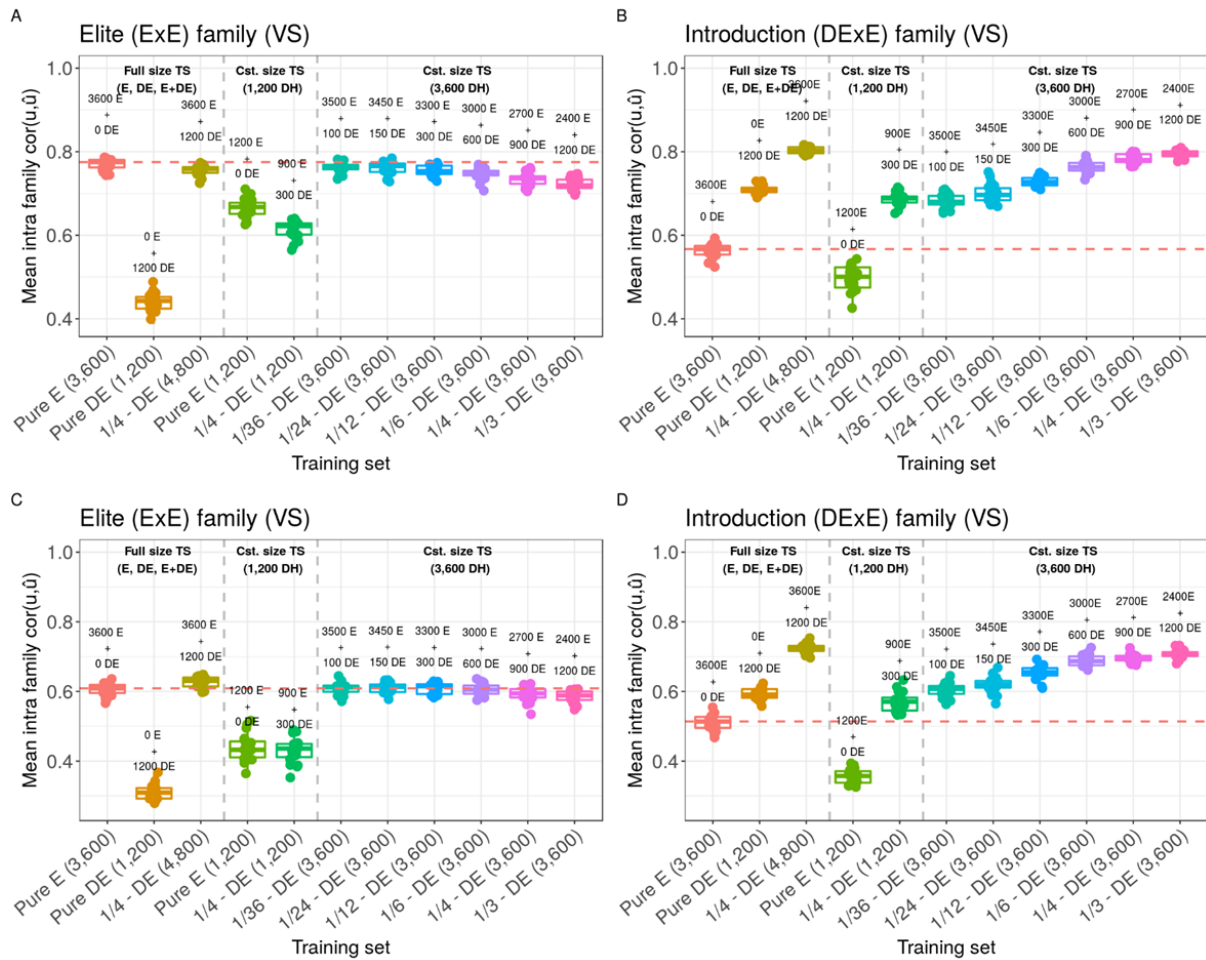 A
Elite (ExE) family (VS)
Mean intra family cor(u,û)
1.0
0.8
0.6
0.4
Full size TS
(E, DE, E+DE)
Cst. size TS
(1,200 DH)
Cst. size TS
(3,600 DH)
3600 E
+
0 DE
0 E
+
1200 DE
3600 E
+
1200 DE
1200 E
+
0 DE
900 E
+
300 DE
3500 E
+
100 DE
3450 E
+
150 DE
3300 E
+
300 DE
3000 E
+
600 DE
2700 E
+
900 DE
2400 E
+
1200 DE
Pure E (3,600)
Pure DE (1,200)
1/4 - DE (4,800)
Pure E (1,200)
1/4 - DE (1,200)
1/36 - DE (3,600)
1/24 - DE (3,600)
1/12 - DE (3,600)
1/6 - DE (3,600)
1/4 - DE (3,600)
1/3 - DE (3,600)
Training set
B
Introduction (DExE) family (VS)
Mean intra family cor(u,û)
1.0
0.8
0.6
0.4
Full size TS
(E, DE, E+DE)
Cst. size TS
(1,200 DH)
Cst. size TS
(3,600 DH)
3600E
+
0 DE
0E
+
1200 DE
3600E
+
1200 DE
1200E
+
0 DE
900E
+
300 DE
3500E
+
100 DE
3450E
+
150 DE
3300E
+
300 DE
3000E
+
600 DE
2700E
+
900 DE
2400E
+
1200 DE
Pure E (3,600)
Pure DE (1,200)
1/4 - DE (4,800)
Pure E (1,200)
1/4 - DE (1,200)
1/36 - DE (3,600)
1/24 - DE (3,600)
1/12 - DE (3,600)
1/6 - DE (3,600)
1/4 - DE (3,600)
1/3 - DE (3,600)
Training set
C
Elite (ExE) family (VS)
Mean intra family cor(u,û)
1.0
0.8
0.6
0.4
Full size TS
(E, DE, E+DE)
Cst. size TS
(1,200 DH)
Cst. size TS
(3,600 DH)
3600 E
+
0 DE
0 E
+
1200 DE
3600 E
+
1200 DE
1200 E
+
0 DE
900 E
+
300 DE
3500 E
+
100 DE
3450 E
+
150 DE
3300 E
+
300 DE
3000 E
+
600 DE
2700 E
+
900 DE
2400 E
+
1200 DE
Pure E (3,600)
Pure DE (1,200)
1/4 - DE (4,800)
Pure E (1,200)
1/4 - DE (1,200)
1/36 - DE (3,600)
1/24 - DE (3,600)
1/12 - DE (3,600)
1/6 - DE (3,600)
1/4 - DE (3,600)
1/3 - DE (3,600)
Training set
D
Introduction (DExE) family (VS)
Mean intra family cor(u,û)
1.0
0.8
0.6
0.4
Full size TS
(E, DE, E+DE)
Cst. size TS
(1,200 DH)
Cst. size TS
(3,600 DH)
3600E
+
0 DE
0E
+
1200 DE
3600E
+
1200 DE
1200E
+
0 DE
900E
+
300 DE
3500E
+
100 DE
3450E
+
150 DE
3300E
+
300 DE
3000E
+
600 DE
2700E
+
900 DE
2400E
+
1200 DE
Pure E (3,600)
Pure DE (1,200)
1/4 - DE (4,800)
Pure E (1,200)
1/4 - DE (1,200)
1/36 - DE (3,600)
1/24 - DE (3,600)
1/12 - DE (3,600)
1/6 - DE (3,600)
1/4 - DE (3,600)
1/3 - DE (3,600)
Training set